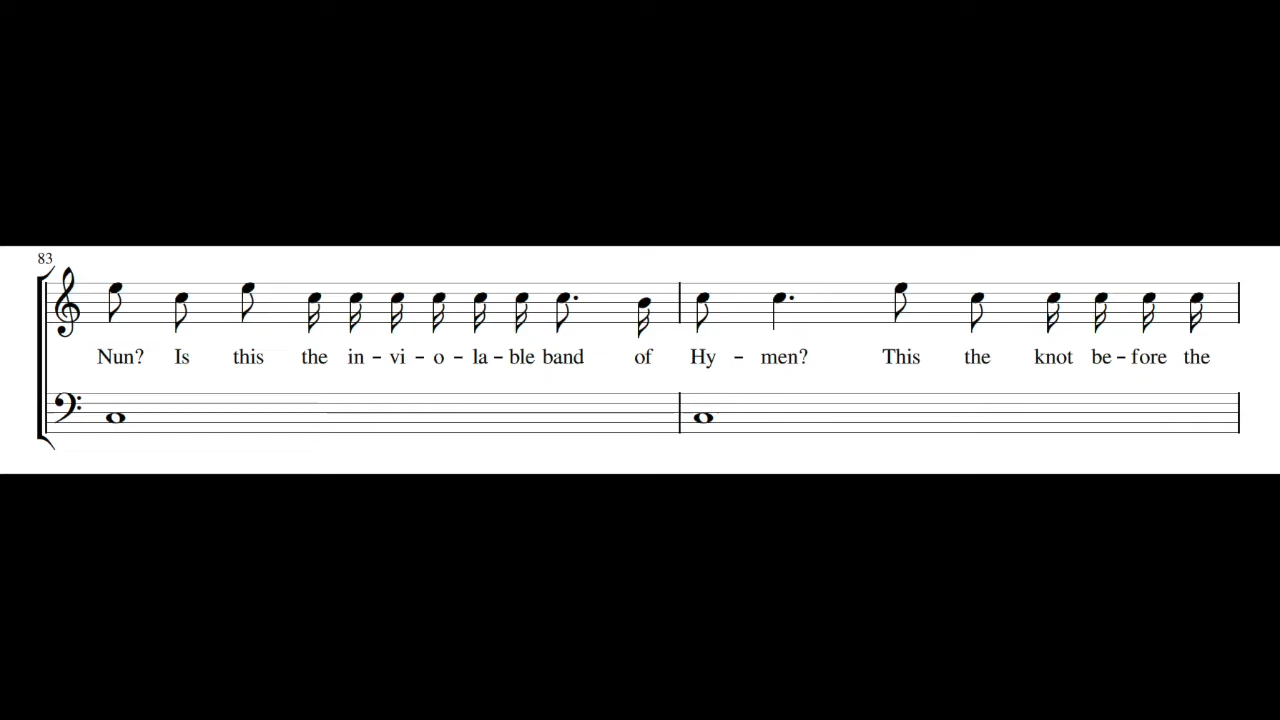 83
Nun? Is this the in - vi - o - la - ble band of Hy - men? This the knot be - fore the